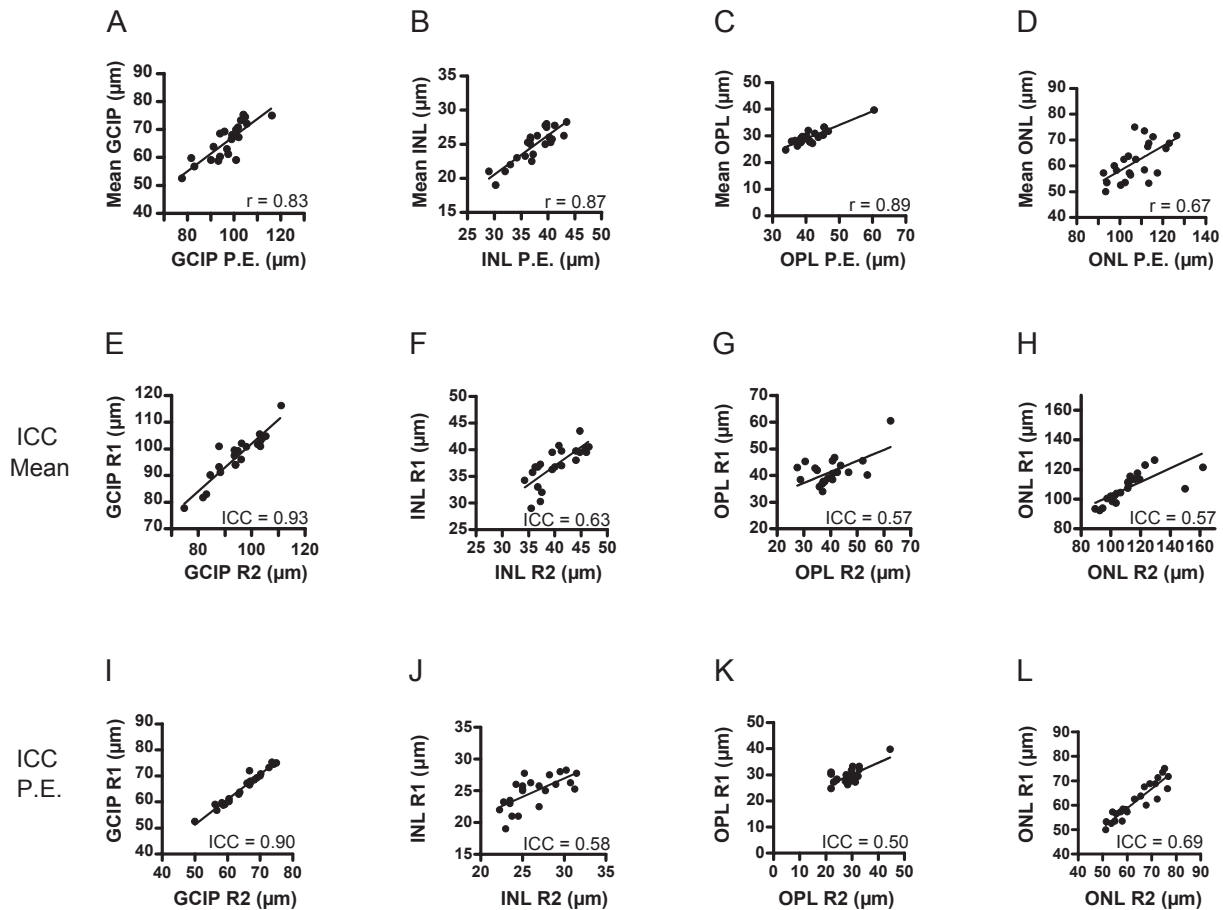 A
B
C
D
Mean GCIP (µm)
90
80
70
60
50
40
r = 0.83
80 100 120 140
GCIP P.E. (µm)
Mean INL (µm)
35
30
25
20
15
r = 0.87
25 30 35 40 45 50
INL P.E. (µm)
Mean OPL (µm)
50
40
30
20
10
0
r = 0.89
30 40 50 60 70
OPL P.E. (µm)
Mean ONL (µm)
90
80
70
60
50
40
r = 0.67
80 100 120 140
ONL P.E. (µm)
E
F
G
H
ICC
Mean
GCIP R1 (µm)
120
110
100
90
80
70
ICC = 0.93
80 100 120
GCIP R2 (µm)
INL R1 (µm)
50
45
40
35
30
25
ICC = 0.63
25 30 35 40 45 50
INL R2 (µm)
OPL R1 (µm)
70
60
50
40
30
20
ICC = 0.57
20 30 40 50 60 70
OPL R2 (µm)
ONL R1 (µm)
160
140
120
100
80
ICC = 0.57
80 100 120 140 160
ONL R2 (µm)
I
J
K
L
ICC
P.E.
GCIP R1 (µm)
90
80
70
60
50
40
ICC = 0.90
40 50 60 70 80
GCIP R2 (µm)
INL R1 (µm)
35
30
25
20
15
ICC = 0.58
20 25 30 35
INL R2 (µm)
OPL R1 (µm)
50
40
30
20
10
0
ICC = 0.50
0 10 20 30 40 50
OPL R2 (µm)
ONL R1 (µm)
90
80
70
60
50
40
ICC = 0.69
40 50 60 70 80 90
ONL R2 (µm)